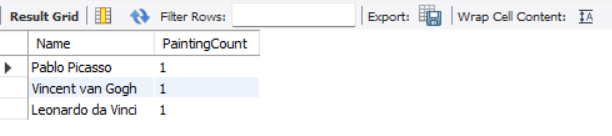 Result Grid Filter Rows: Export: Wrap Cell Content: IA
Name PaintingCount
Pablo Picasso 1
Vincent van Gogh 1
Leonardo da Vinci 1